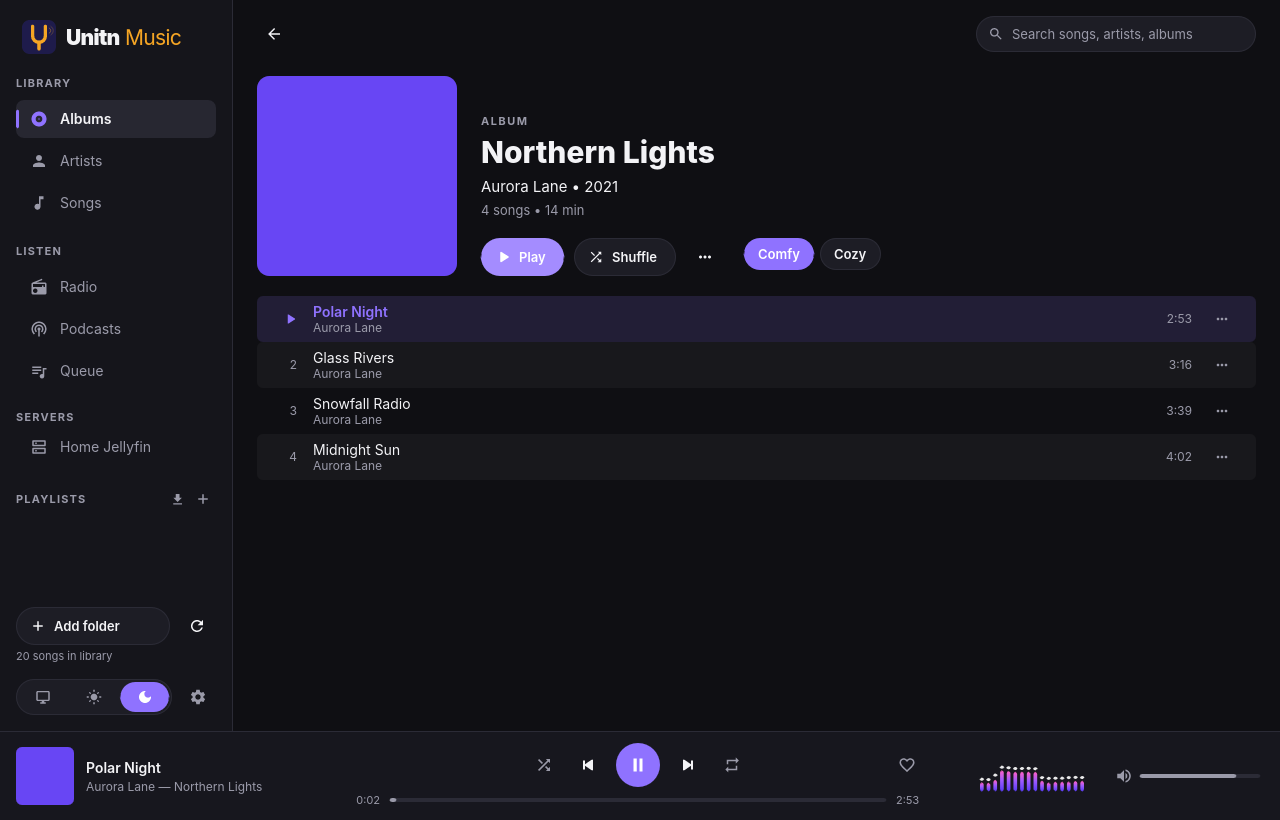 Unitn Music
LIBRARY
Albums
Artists
Songs
LISTEN
Radio
Podcasts
Queue
SERVERS
Home Jellyfin
PLAYLISTS
Add folder
20 songs in library
Search songs, artists, albums
ALBUM
Northern Lights
Aurora Lane • 2021
4 songs • 14 min
Play
Shuffle
Comfy
Cozy
Polar Night
Aurora Lane
2:53
2
Glass Rivers
Aurora Lane
3:16
3
Snowfall Radio
Aurora Lane
3:39
4
Midnight Sun
Aurora Lane
4:02
Polar Night
Aurora Lane — Northern Lights
0:02
2:53